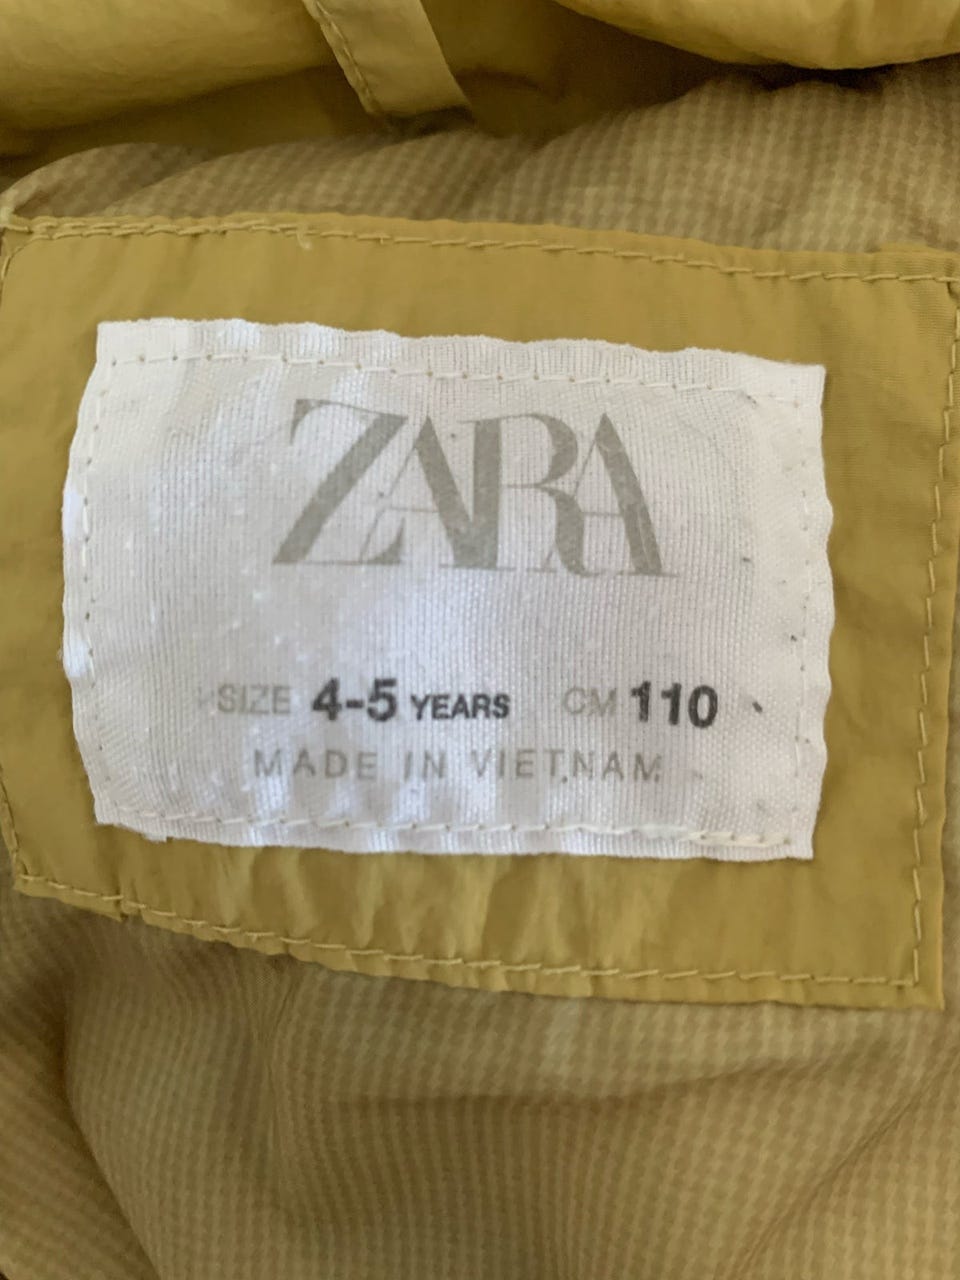 ZARA
SIZE 4-5 YEARS CM 110
MADE IN VIETNAM